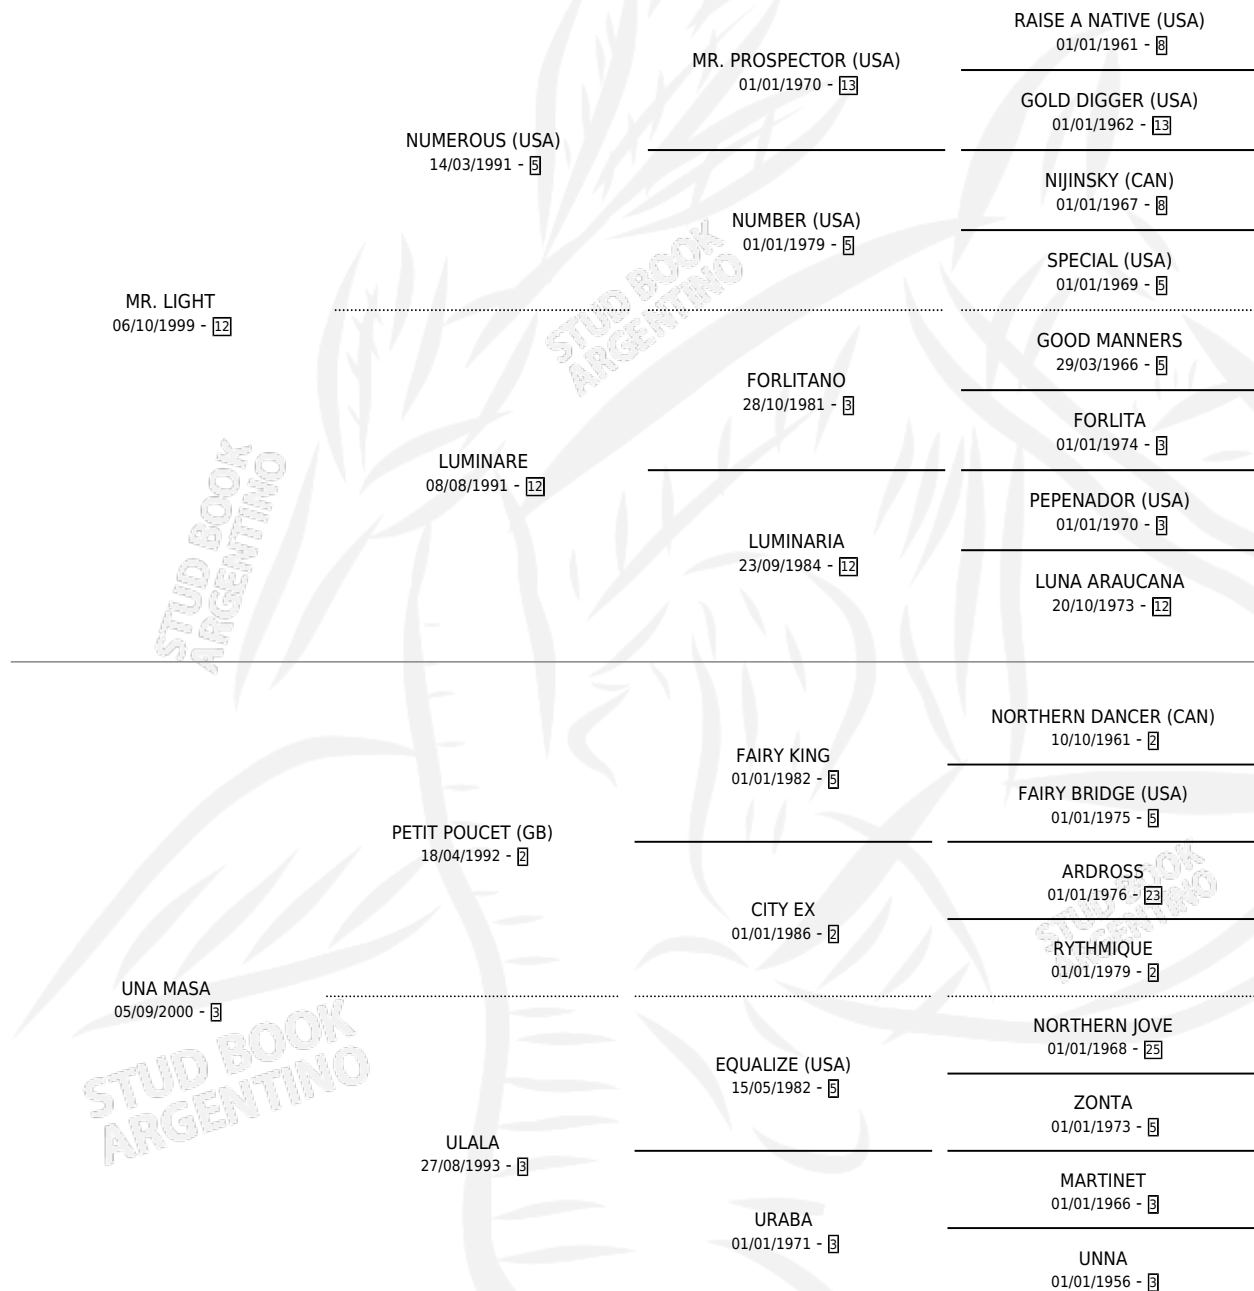 RAISE A NATIVE (USA)
01/01/1961 - 8
MR. PROSPECTOR (USA)
01/01/1970 - 13
GOLD DIGGER (USA)
01/01/1962 - 13
NUMEROUS (USA)
14/03/1991 - 5
NIJINSKY (CAN)
01/01/1967 - 8
NUMBER (USA)
01/01/1979 - 5
SPECIAL (USA)
01/01/1969 - 5
MR. LIGHT
06/10/1999 - 12
GOOD MANNERS
29/03/1966 - 5
FORLITANO
28/10/1981 - 3
FORLITA
01/01/1974 - 3
LUMINARE
08/08/1991 - 12
PEPENADOR (USA)
01/01/1970 - 3
LUMINARIA
23/09/1984 - 12
LUNA ARAUCANA
20/10/1973 - 12
NORTHERN DANCER (CAN)
10/10/1961 - 2
FAIRY KING
01/01/1982 - 5
FAIRY BRIDGE (USA)
01/01/1975 - 5
PETIT POUCET (GB)
18/04/1992 - 2
ARDROSS
01/01/1976 - 23
CITY EX
01/01/1986 - 2
RYTHMIQUE
01/01/1979 - 2
UNA MASA
05/09/2000 - 3
NORTHERN JOVE
01/01/1968 - 25
EQUALIZE (USA)
15/05/1982 - 5
ZONTA
01/01/1973 - 5
ULALA
27/08/1993 - 3
MARTINET
01/01/1966 - 3
URABA
01/01/1971 - 3
UNNA
01/01/1956 - 3
STUD BOOK
ARGENTINO
STUD BOOK
ARGENTINO
STUD BOOK
ARGENTINO
STUD BOOK
ARGENTINO